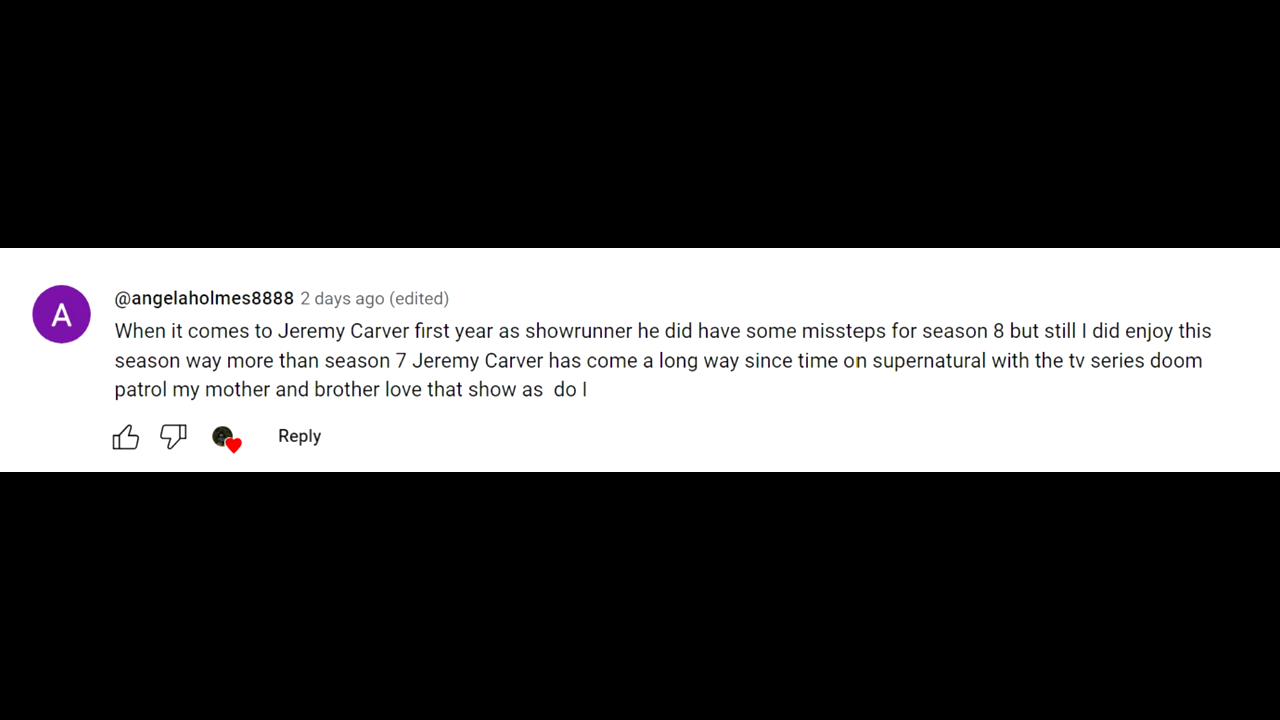 A
@angelaholmes8888 2 days ago (edited)
When it comes to Jeremy Carver first year as showrunner he did have some missteps for season 8 but still I did enjoy this
season way more than season 7 Jeremy Carver has come a long way since time on supernatural with the tv series doom
patrol my mother and brother love that show as  do I
Reply